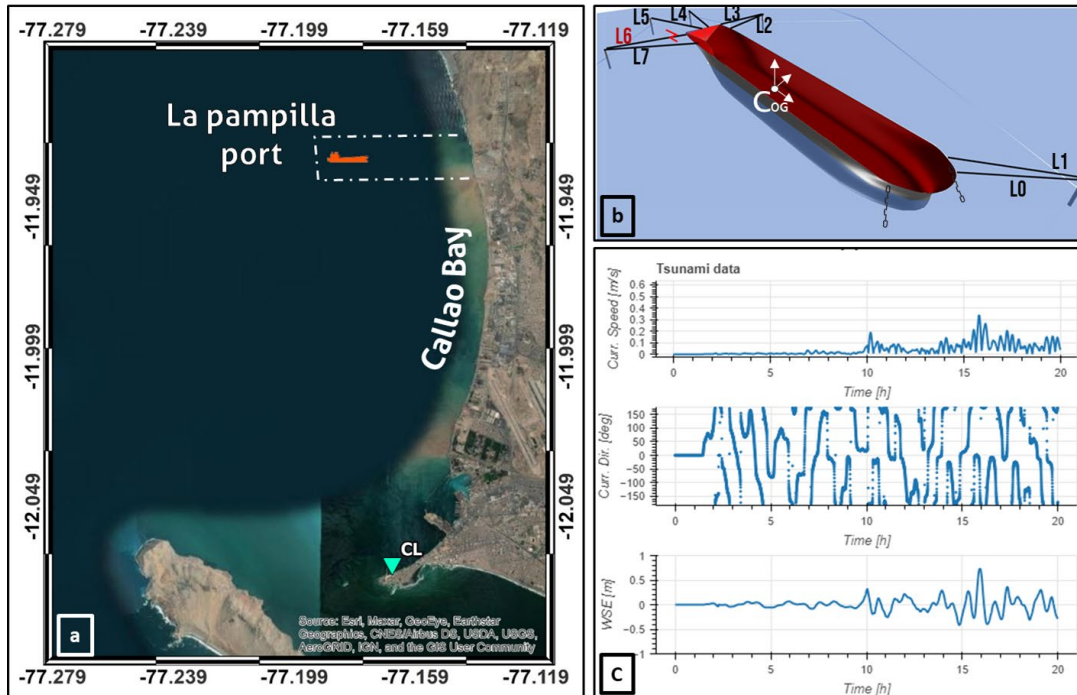 -77.279 -77.239 -77.199 -77.159 -77.119
La pampilla
port
-11.949
-11.949
Callao Bay
-11.999
-11.999
-12.049
-12.049
CL
a
Source: Esri, Maxar, GeoEye, Earthstar
Geographics, CNES/Airbus DS, USDA, USGS,
AeroGRID, IGN, and the GIS User Community
-77.279 -77.239 -77.199 -77.159 -77.119
L5 L4 L3
L2
L6
L7
COG
L1
L0
b
Tsunami data
Curr. Speed [m/s]
0.6
0.5
0.4
0.3
0.2
0.1
0
0 5 10 15 20
Time [h]
Curr. Dir. [deg]
150
100
50
0
-50
-100
-150
0 5 10 15 20
Time [h]
WSE [m]
1
0.5
0
-0.5
-1
0 5 10 15 20
Time [h]
C